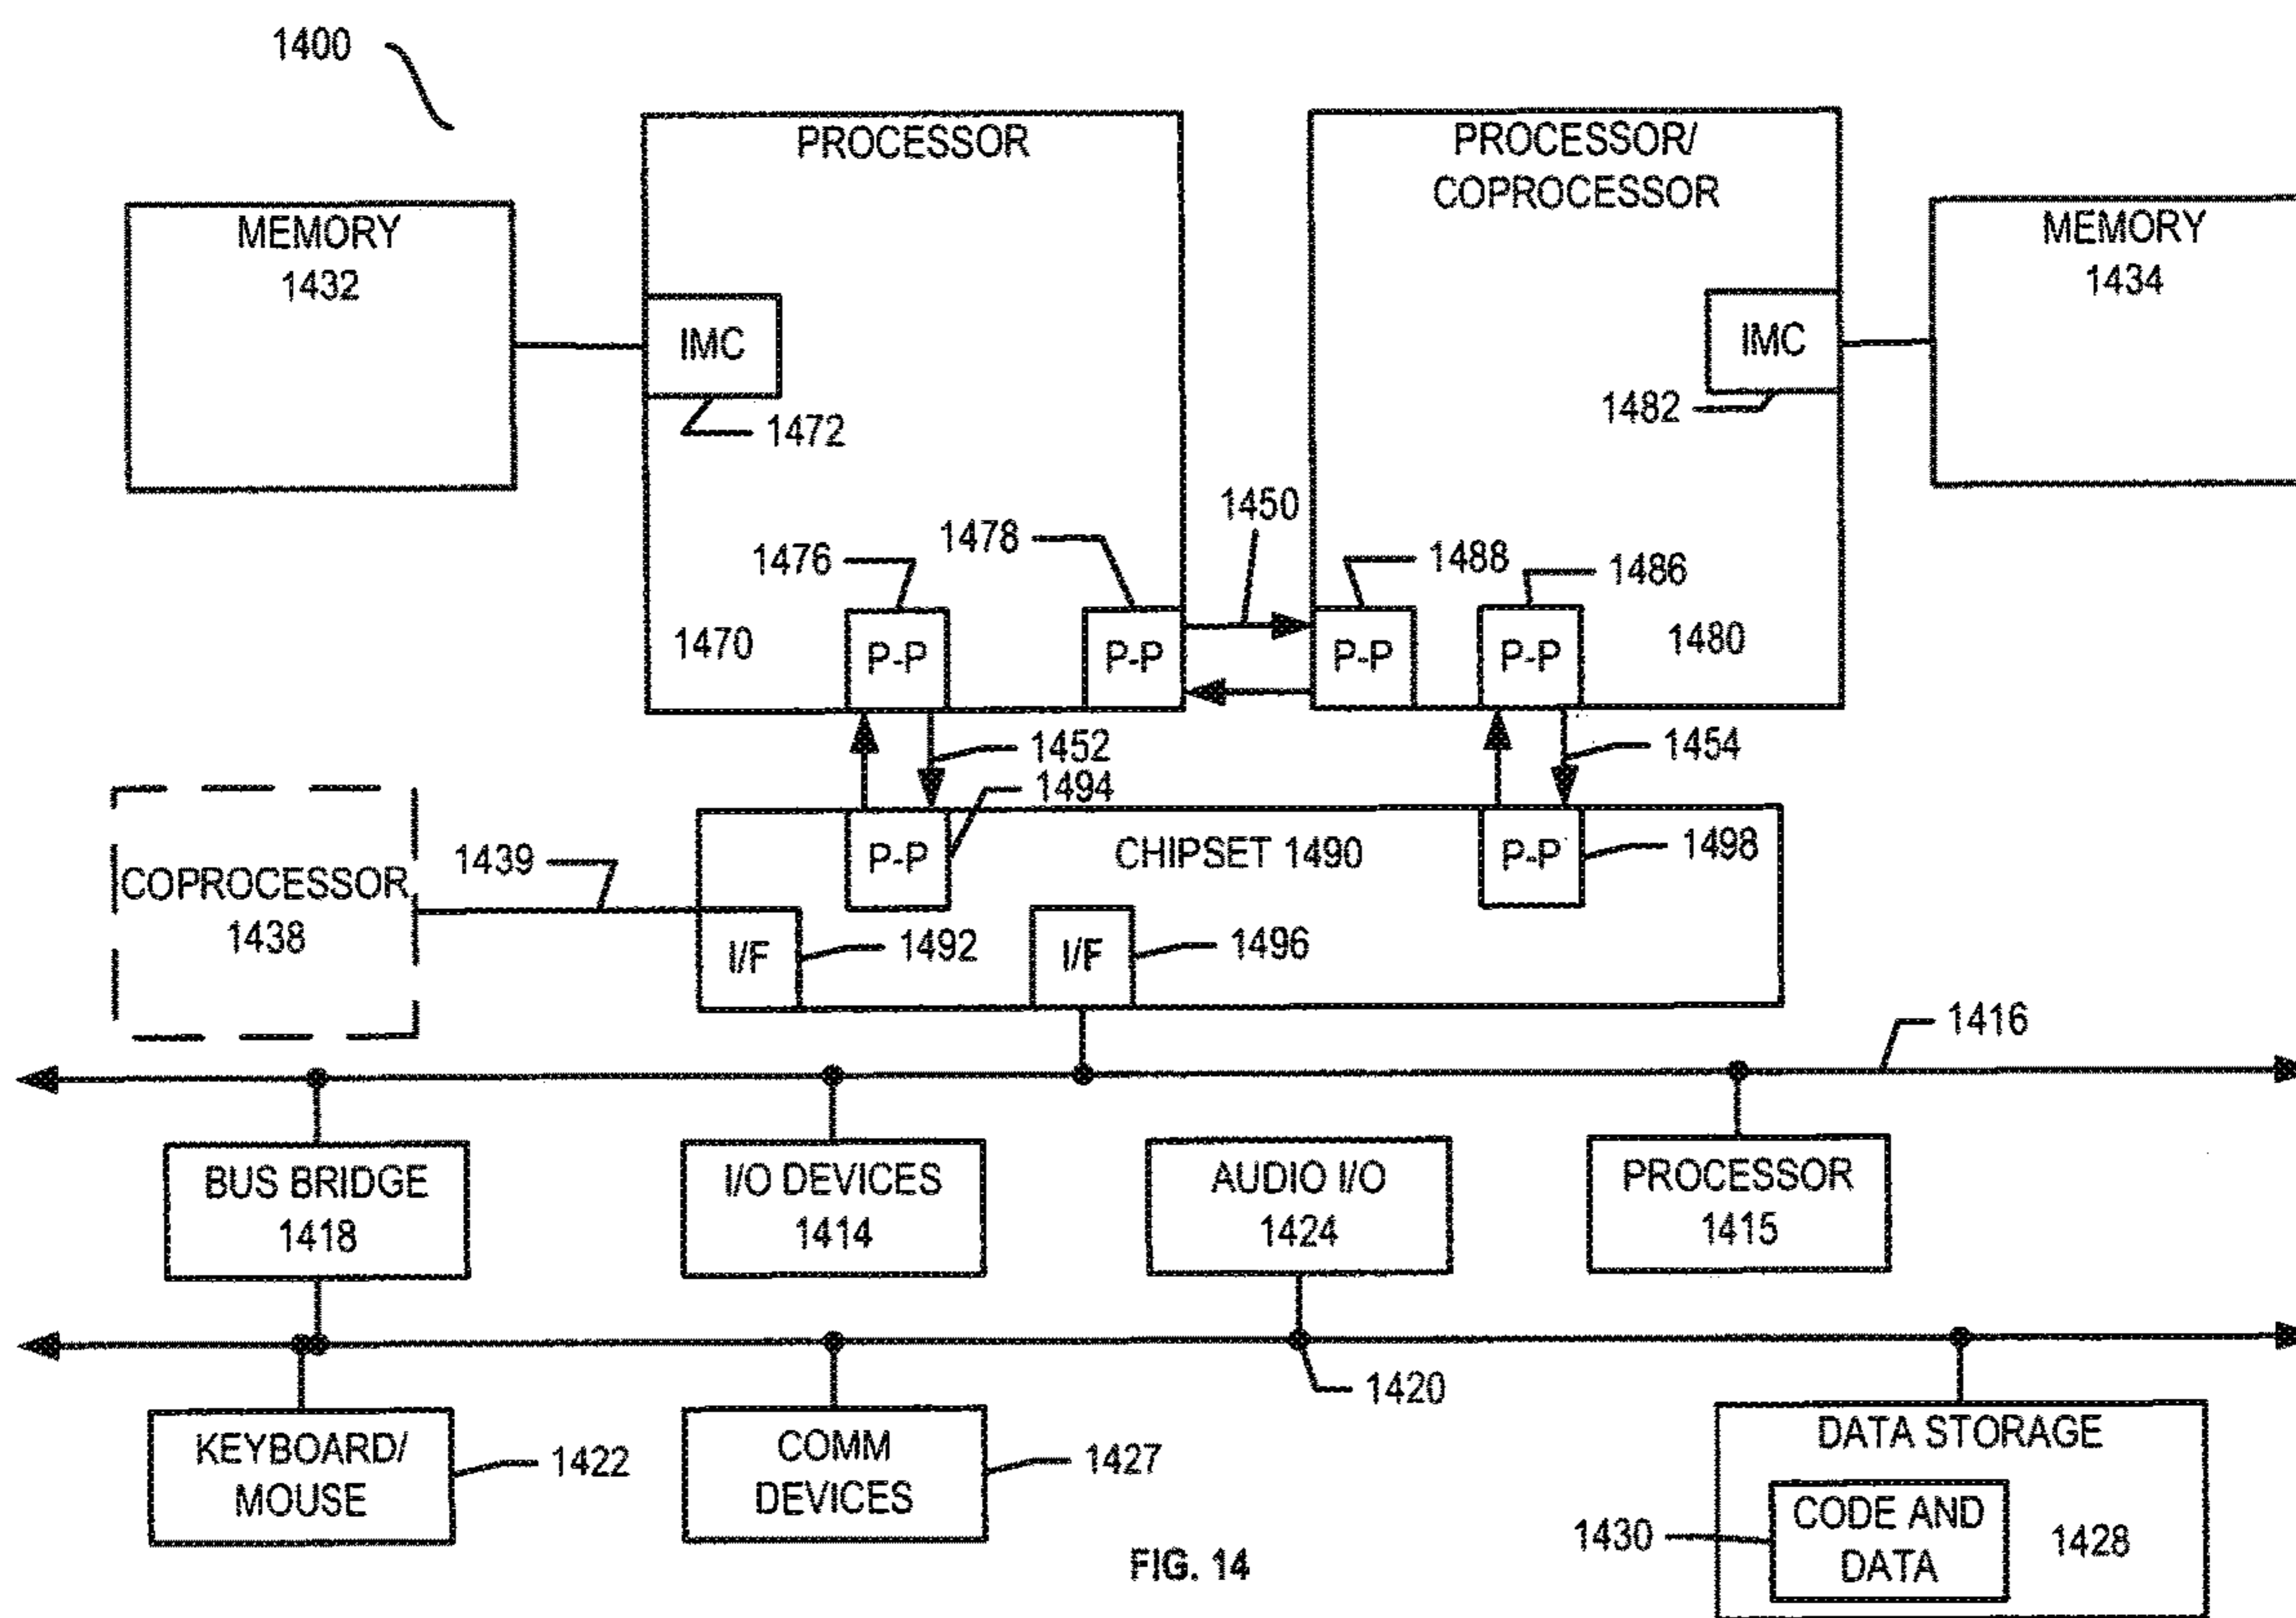 1400
PROCESSOR
PROCESSOR/
COPROCESSOR
MEMORY
1432
MEMORY
1434
IMC
IMC
1472
1482
1450
1476
1478
1488
1486
1470
P-P
P-P
P-P
P-P
1480
1452
1454
1494
COPROCESSOR
1438
1439
P-P
CHIPSET 1490
P-P
1498
I/F
1492
I/F
1496
1416
BUS BRIDGE
1418
I/O DEVICES
1414
AUDIO I/O
1424
PROCESSOR
1415
1420
KEYBOARD/
MOUSE
1422
COMM
DEVICES
1427
DATA STORAGE
1430
CODE AND
DATA
1428
FIG. 14